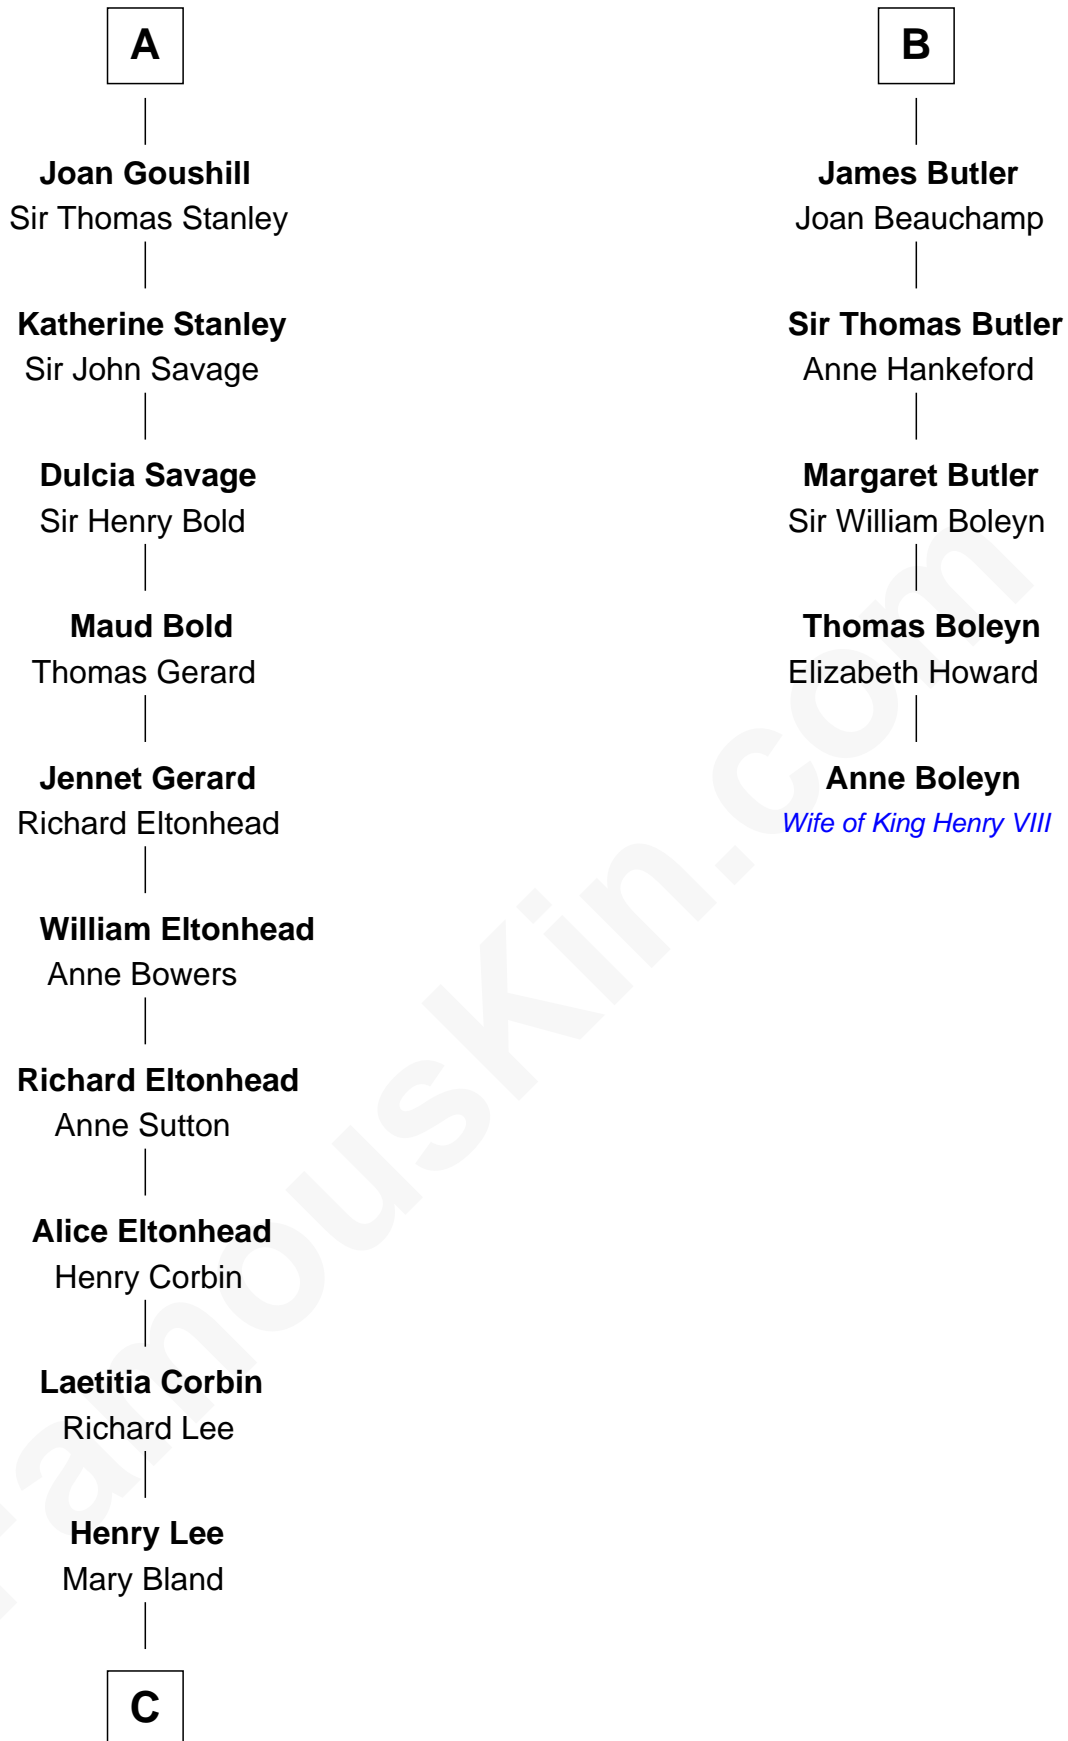 A
Joan Goushill
Sir Thomas Stanley
Katherine Stanley
Sir John Savage
Dulcia Savage
Sir Henry Bold
Maud Bold
Thomas Gerard
Jennet Gerard
Richard Eltonhead
William Eltonhead
Anne Bowers
Richard Eltonhead
Anne Sutton
Alice Eltonhead
Henry Corbin
Laetitia Corbin
Richard Lee
Henry Lee
Mary Bland
C
B
James Butler
Joan Beauchamp
Sir Thomas Butler
Anne Hankeford
Margaret Butler
Sir William Boleyn
Thomas Boleyn
Elizabeth Howard
Anne Boleyn
Wife of King Henry VIII
FamousKin.com